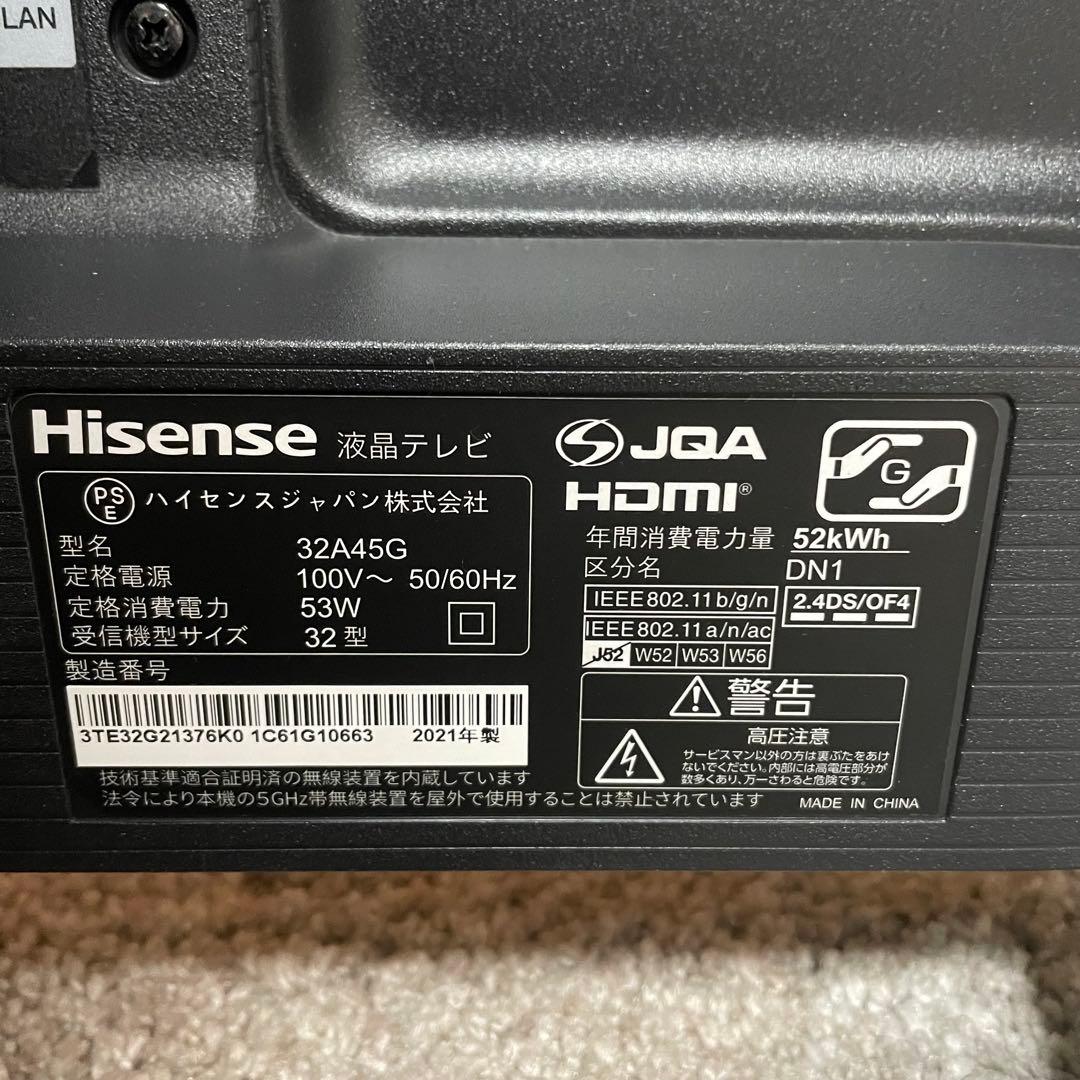 LAN
Hisense 液晶テレビ
PSE ハイセンスジャパン株式会社
型名 32A45G
定格電源 100V～ 50/60Hz
定格消費電力 53W
受信機型サイズ 32型
製造番号
3TE32G21376K0 1C61G10663 2021年製
技術基準適合証明済の無線装置を内蔵しています
法令により本機の5GHz帯無線装置を屋外で使用することは禁止されています
JQA
HDMI®
G
年間消費電力量 52kWh
区分名 DN1
IEEE802.11b/g/n
2.4DS/OF4
IEEE802.11a/n/ac
J52 W52 W53 W56
警告
高圧注意
サービスマン以外の方は裏ぶたをあけ
ないでください。内部には高電圧部分が
数多くあり、万一さわると危険です。
MADE IN CHINA